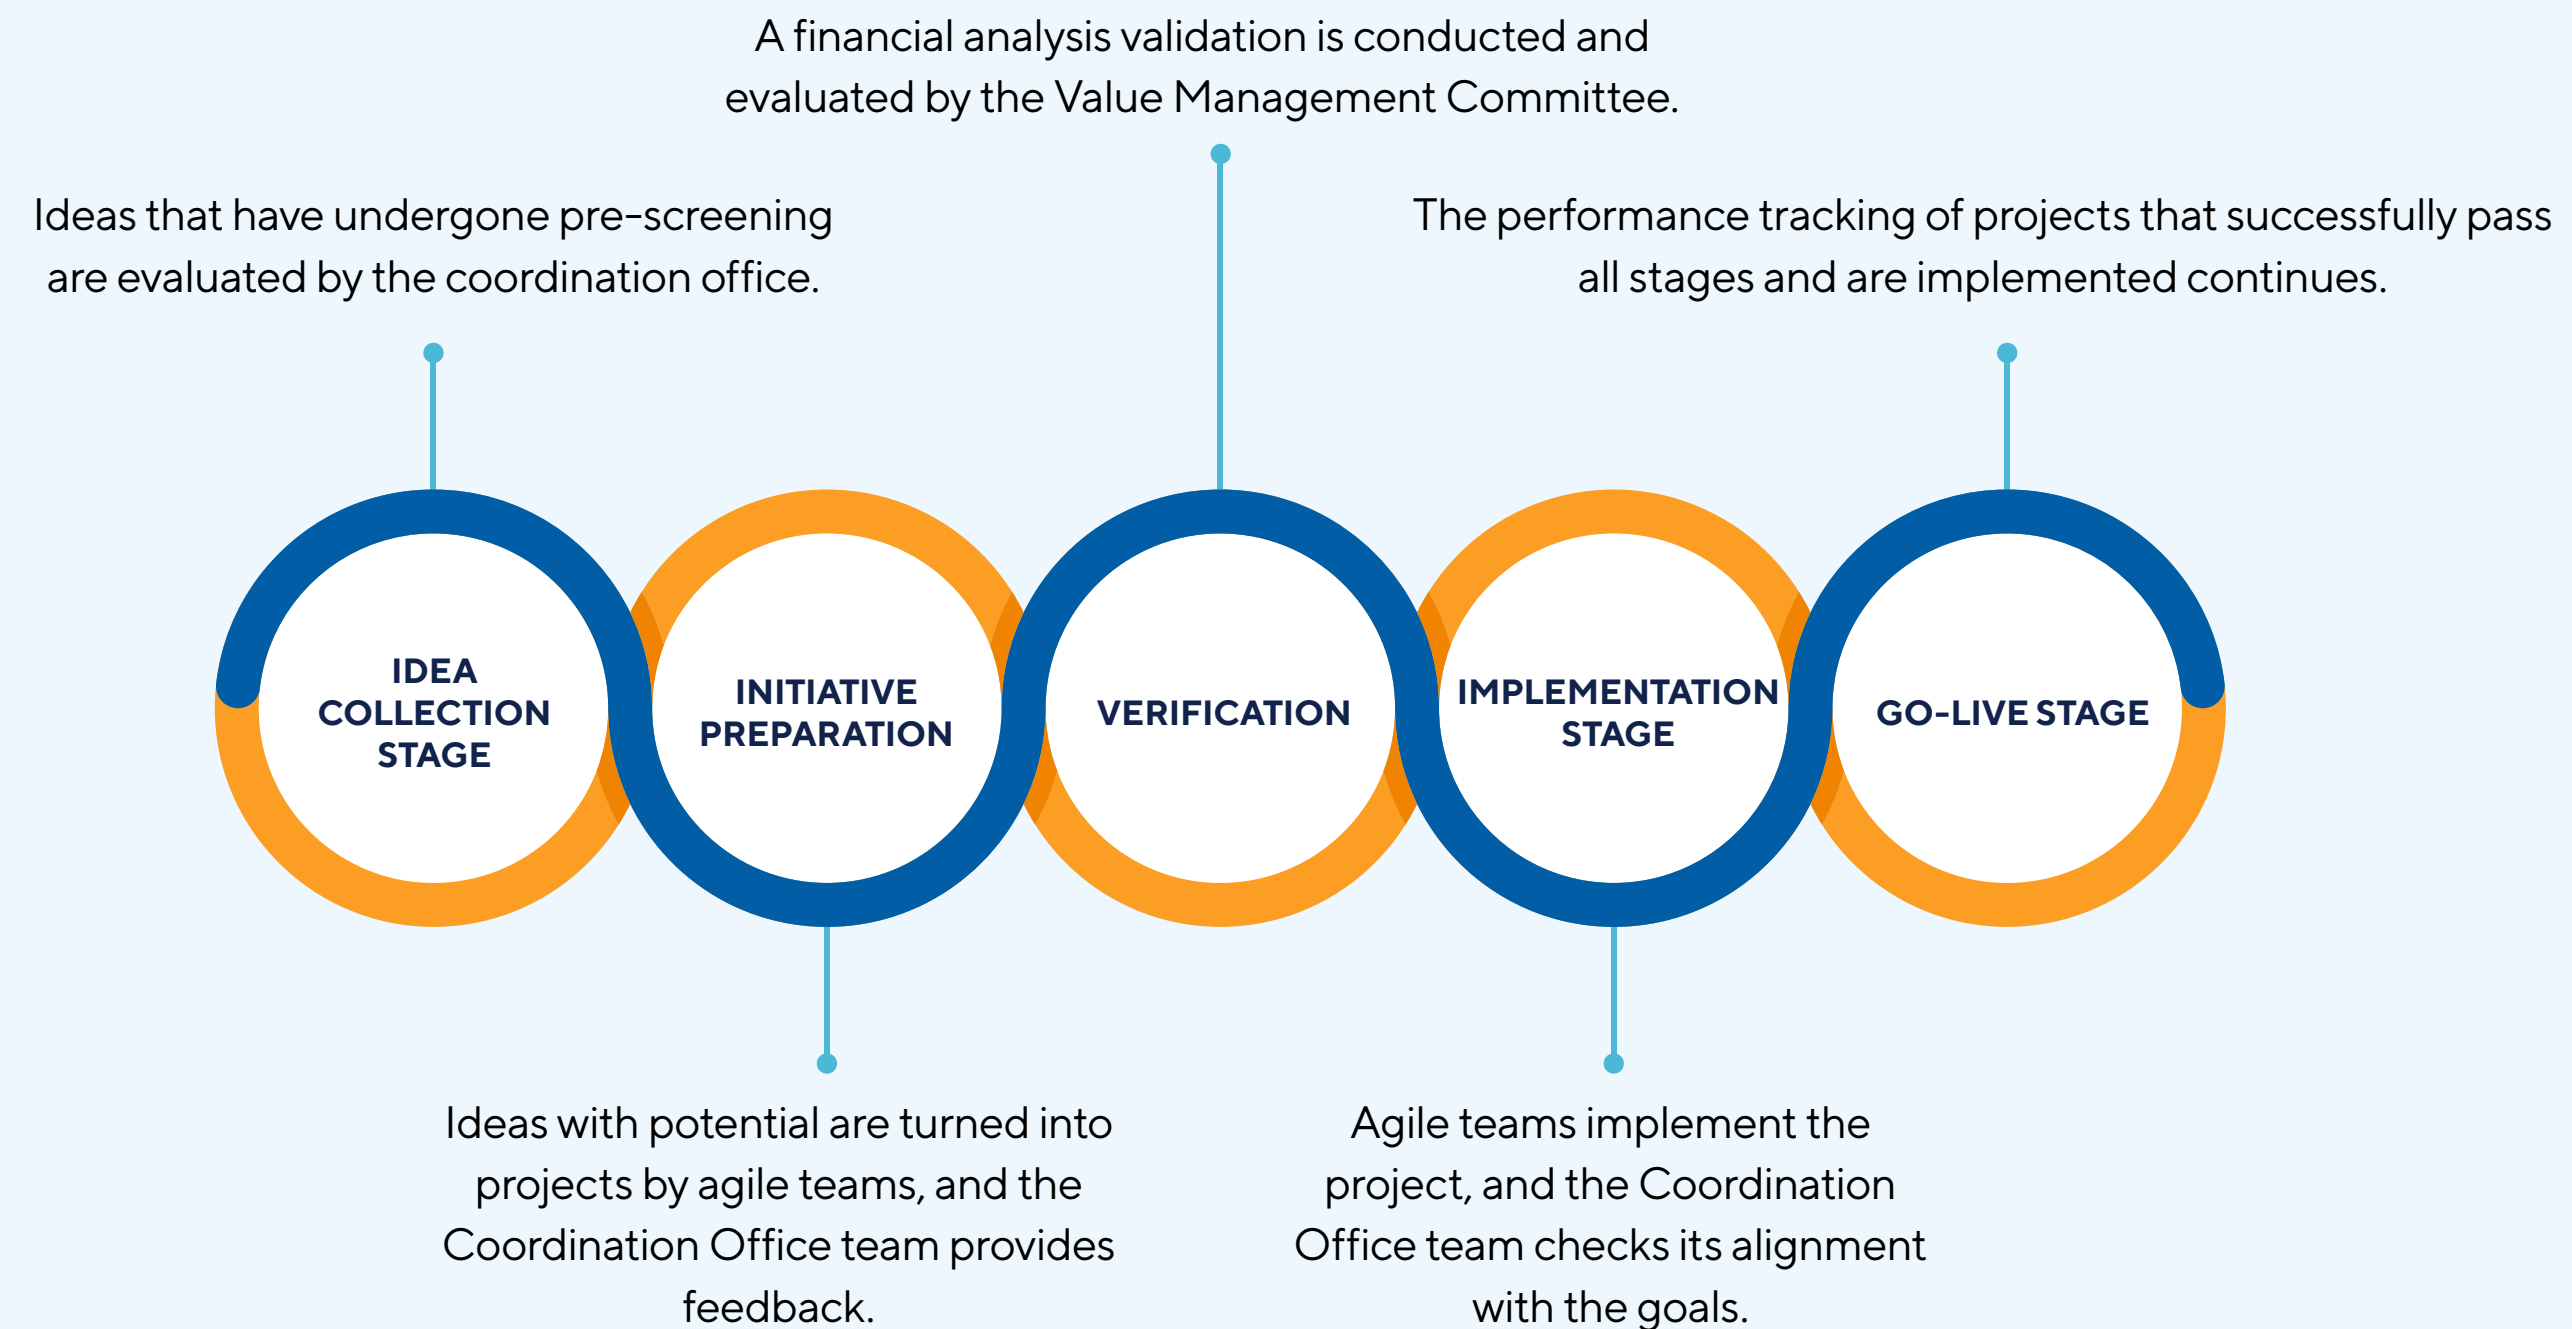 A financial analysis validation is conducted and
evaluated by the Value Management Committee.
Ideas that have undergone pre-screening
are evaluated by the coordination office.
The performance tracking of projects that successfully pass
all stages and are implemented continues.
IDEA
COLLECTION
STAGE
INITIATIVE
PREPARATION
VERIFICATION
IMPLEMENTATION
STAGE
GO-LIVE STAGE
Ideas with potential are turned into
projects by agile teams, and the
Coordination Office team provides
feedback.
Agile teams implement the
project, and the Coordination
Office team checks its alignment
with the goals.